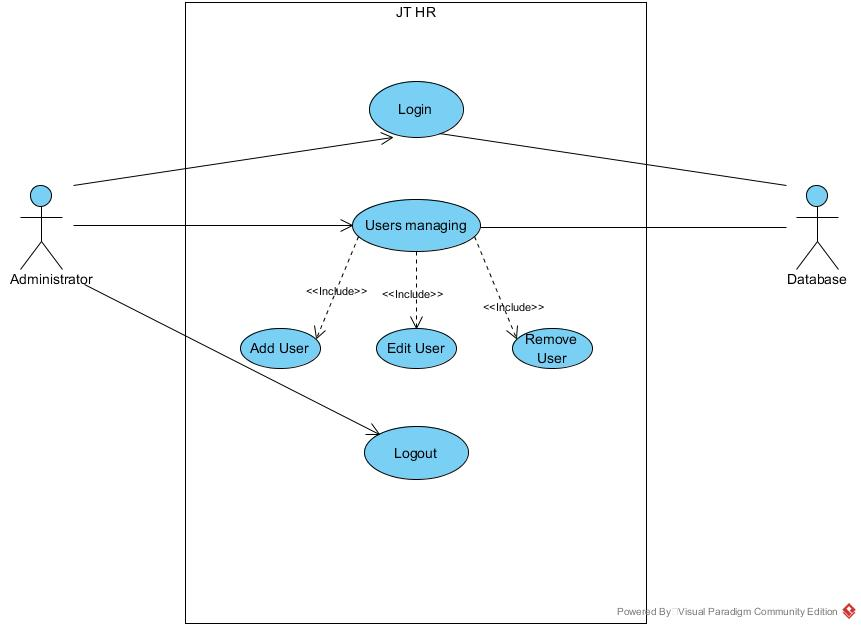 JT HR
Login
Users managing
Administrator
Database
<<Include>>
<<Include>>
<<Include>>
Add User
Edit User
Remove
User
Logout
Powered By Visual Paradigm Community Edition